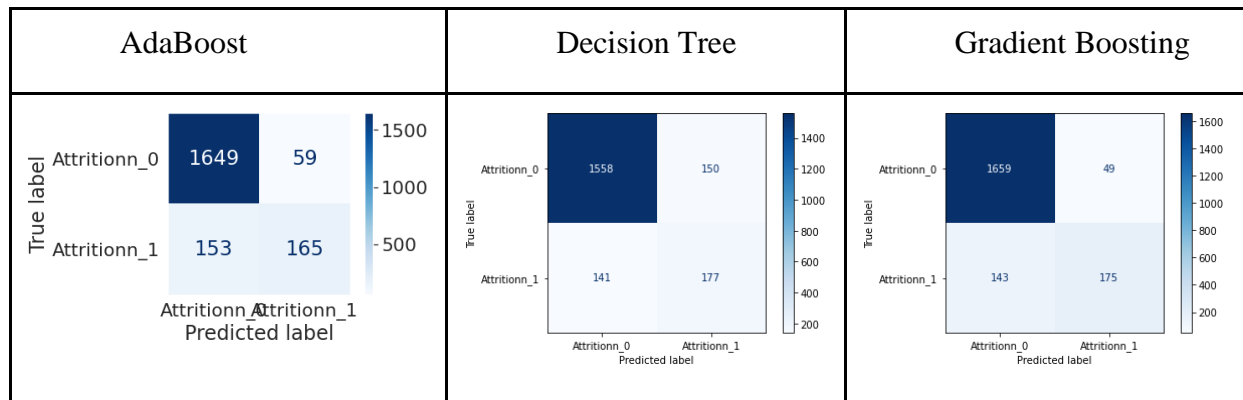 AdaBoost
Decision Tree
Gradient Boosting
True label
Attritionn_0
1649
59
Attritionn_1
153
165
Attritionn_0
Attritionn_1
Predicted label
1500
1000
500
True label
Attritionn_0
1558
150
Attritionn_1
141
177
Attritionn_0
Attritionn_1
Predicted label
1400
1200
1000
800
600
400
200
True label
Attritionn_0
1659
49
Attritionn_1
143
175
Attritionn_0
Attritionn_1
Predicted label
1600
1400
1200
1000
800
600
400
200